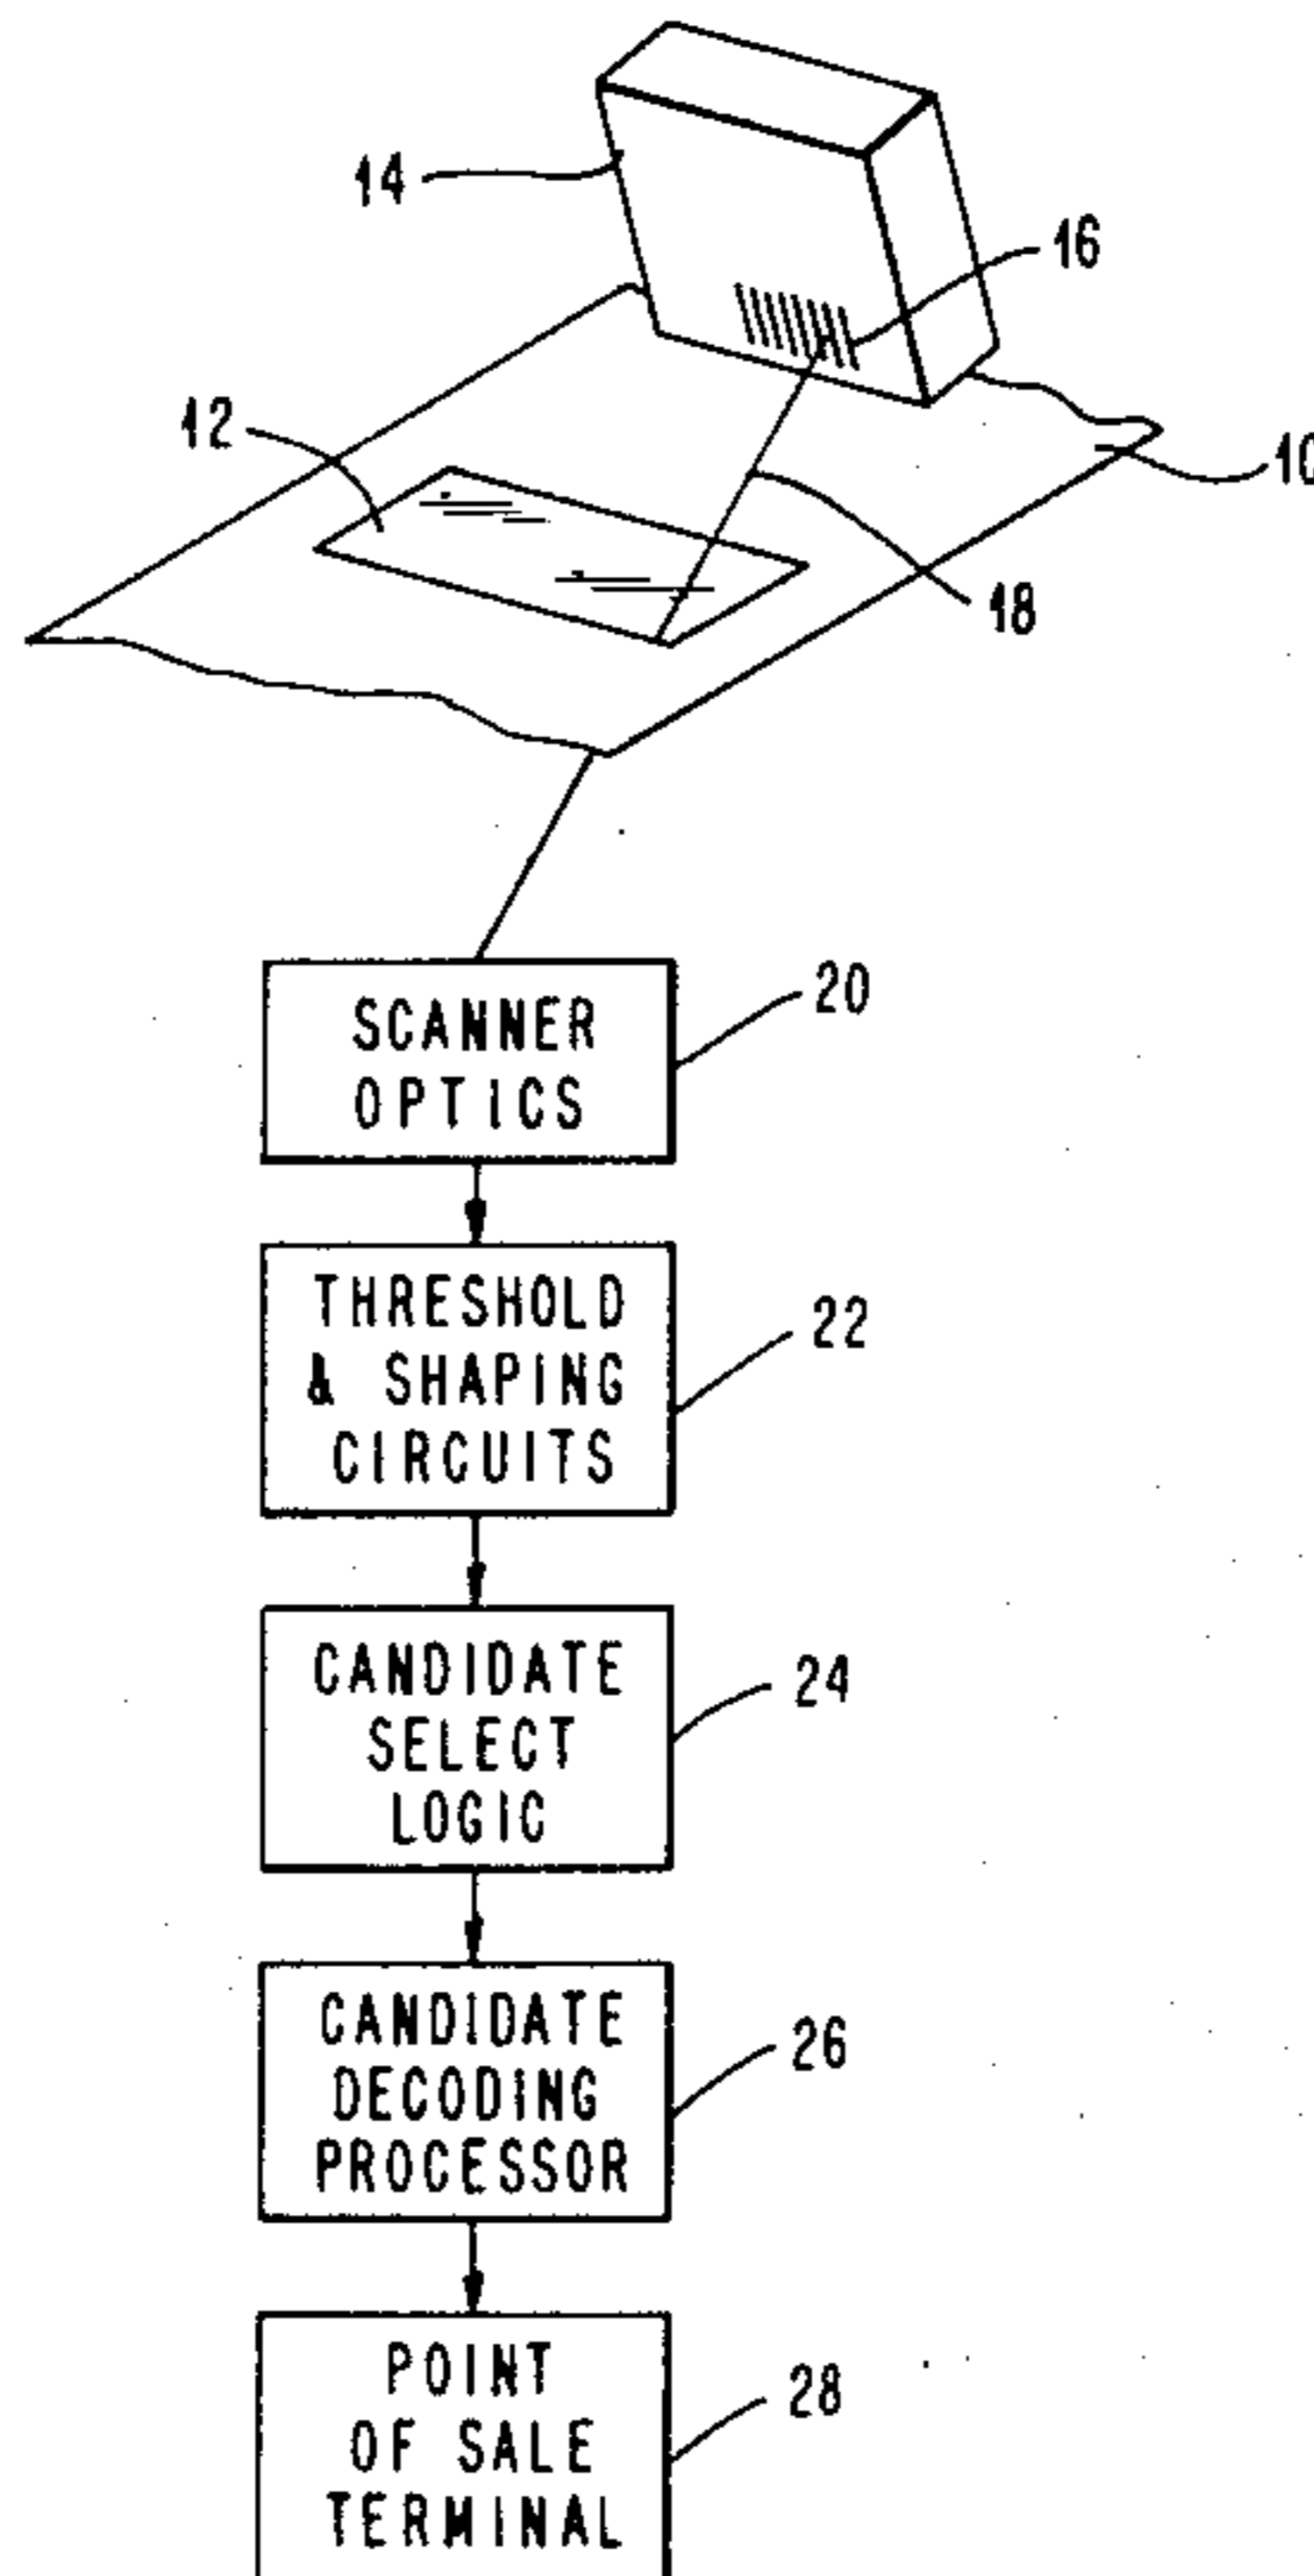 14
16
12
10
18
SCANNER
OPTICS
20
THRESHOLD
& SHAPING
CIRCUITS
22
CANDIDATE
SELECT
LOGIC
24
CANDIDATE
DECODING
PROCESSOR
26
POINT
OF SALE
TERMINAL
28